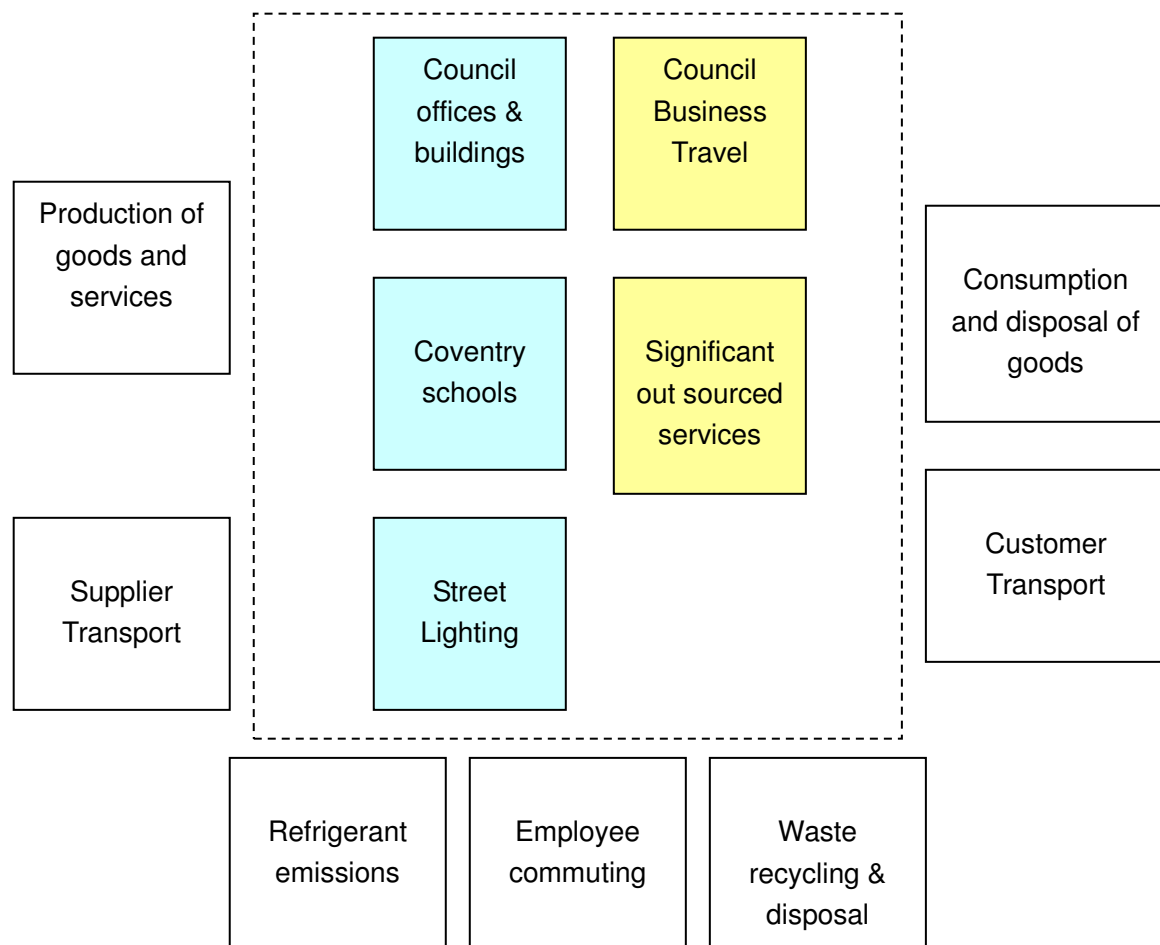 Council
offices &
buildings
Council
Business
Travel
Production of
goods and
services
Consumption
and disposal of
goods
Coventry
schools
Significant
out sourced
services
Supplier
Transport
Street
Lighting
Customer
Transport
Refrigerant
emissions
Employee
commuting
Waste
recycling &
disposal